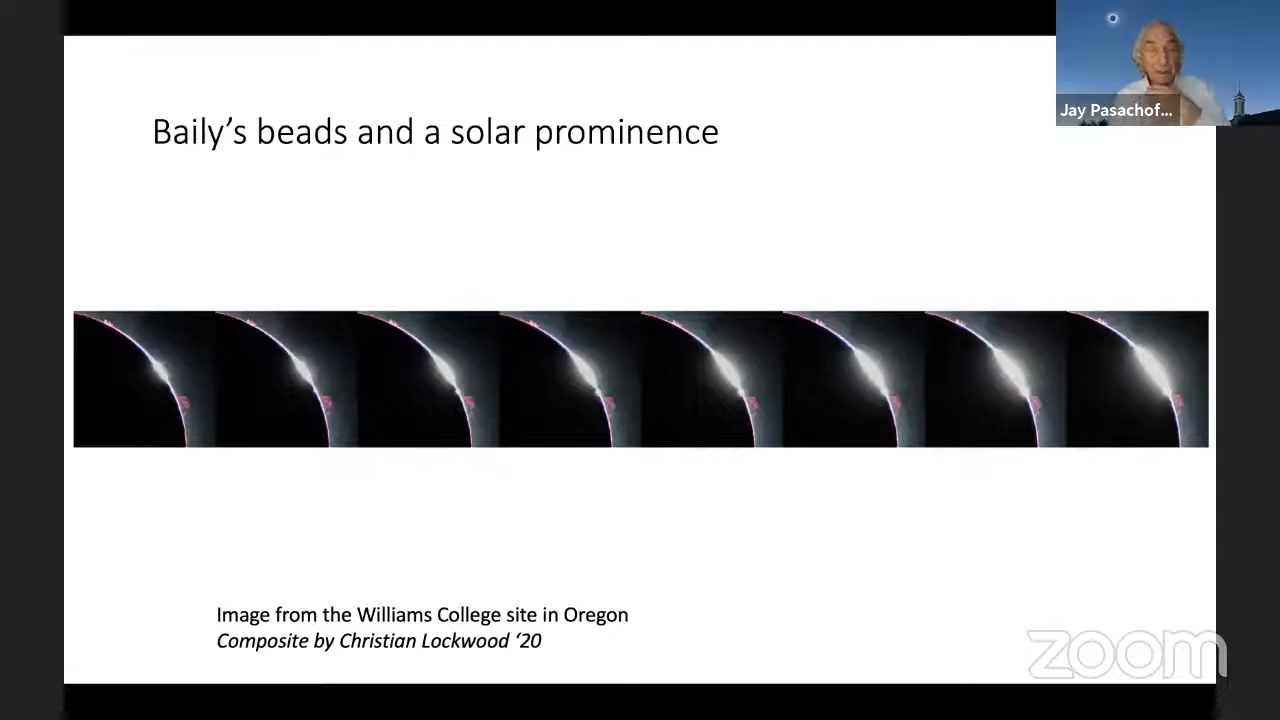 Jay Pasachof...
Baily’s beads and a solar prominence
Image from the Williams College site in Oregon
Composite by Christian Lockwood ‘20
zoom